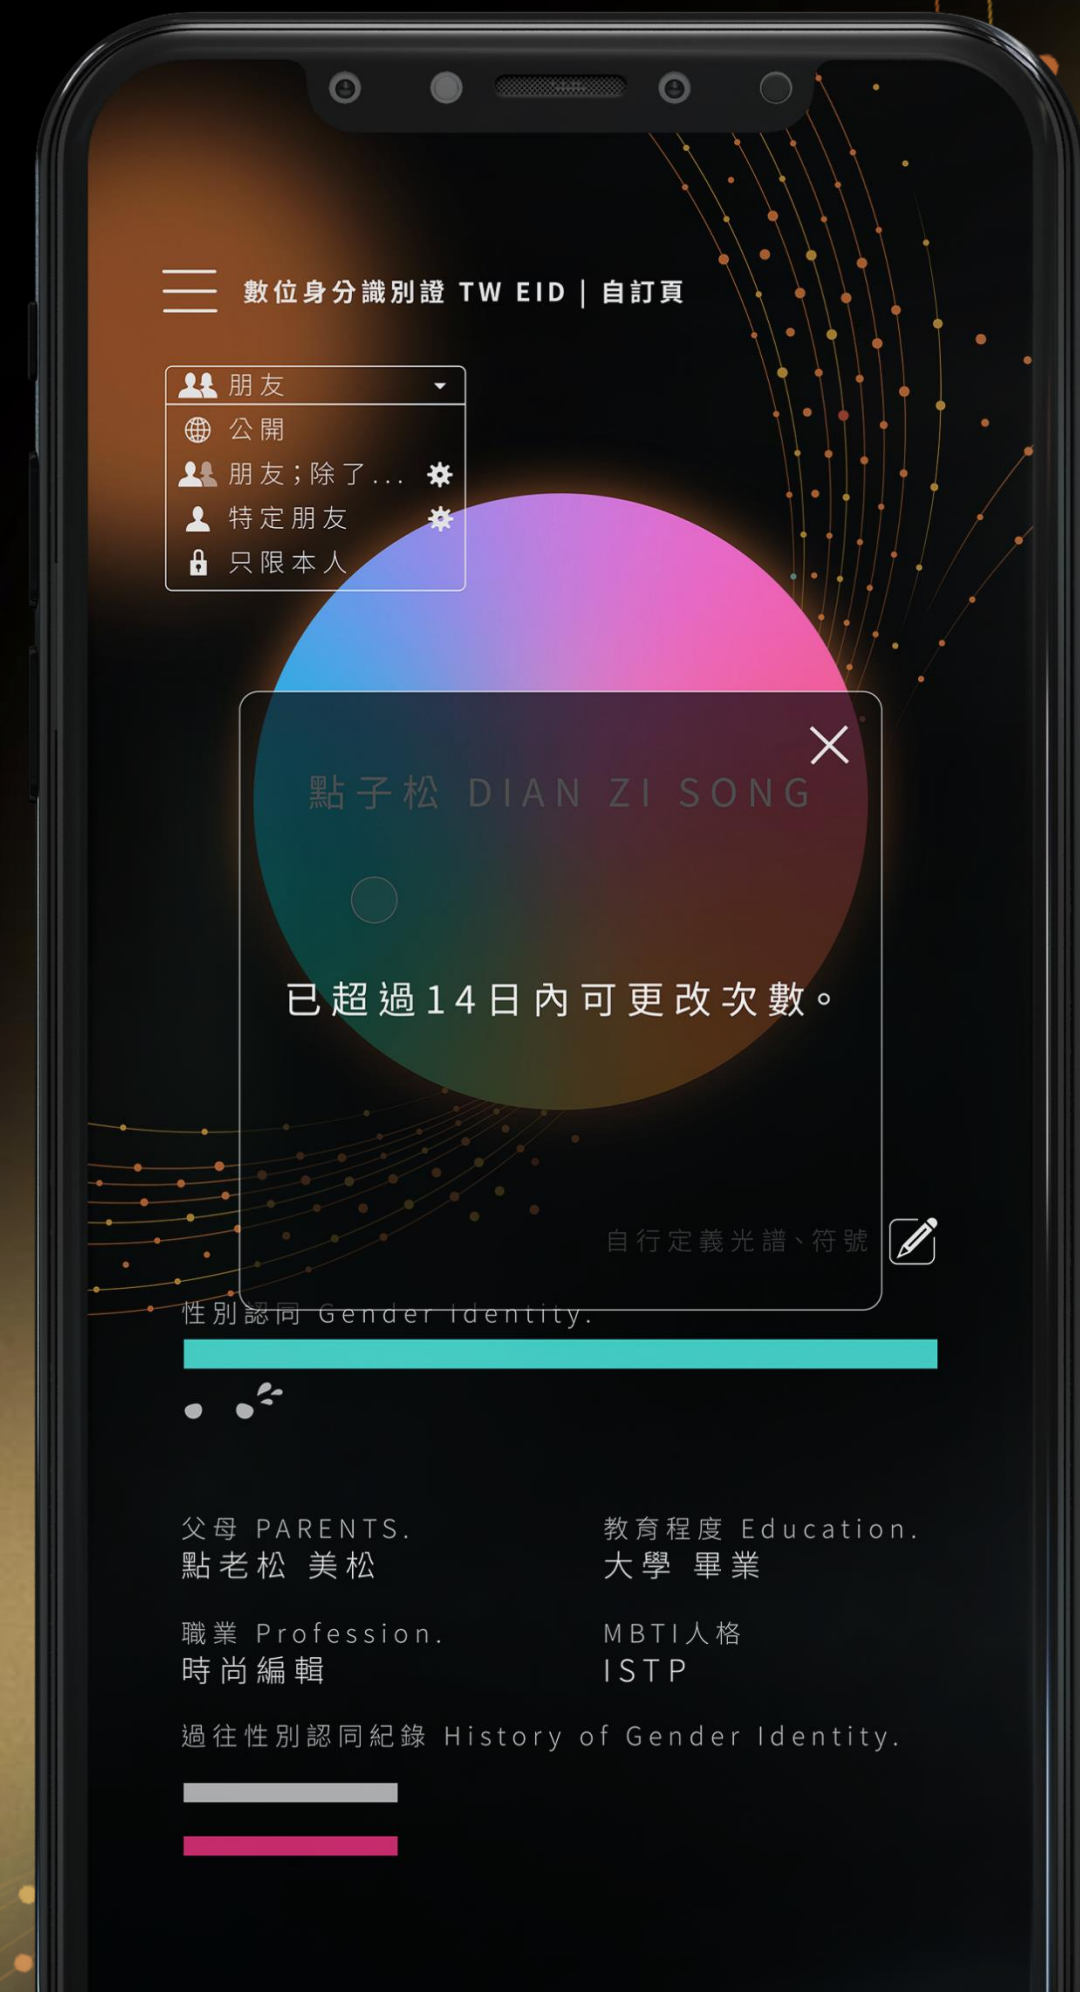 數位身分識別證 TW EID | 自訂頁
朋友
公開
朋友；除了...
特定朋友
只限本人
點子松 DIAN ZI SONG
已超過14日內可更改次數。
自行定義光譜、符號
性別認同 Gender Identity.
父母 PARENTS.
點老松 美松
教育程度 Education.
大學 畢業
職業 Profession.
時尚編輯
MBTI人格
ISTP
過往性別認同紀錄 History of Gender Identity.